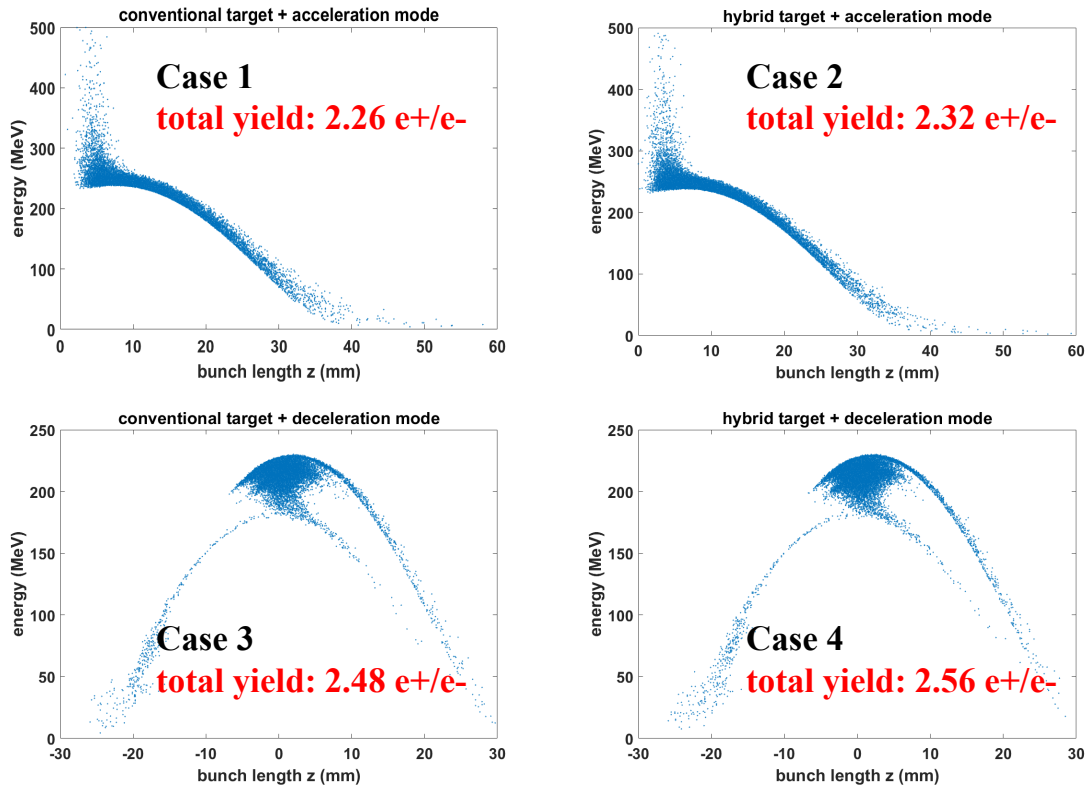 conventional target + acceleration mode
500
400
300
200
100
0
energy (MeV)
Case 1
total yield: 2.26 e+/e-
0 10 20 30 40 50 60
bunch length z (mm)
hybrid target + acceleration mode
500
400
300
200
100
0
energy (MeV)
Case 2
total yield: 2.32 e+/e-
0 10 20 30 40 50 60
bunch length z (mm)
conventional target + deceleration mode
250
200
150
100
50
0
energy (MeV)
Case 3
total yield: 2.48 e+/e-
-30 -20 -10 0 10 20 30
bunch length z (mm)
hybrid target + deceleration mode
250
200
150
100
50
0
energy (MeV)
Case 4
total yield: 2.56 e+/e-
-30 -20 -10 0 10 20 30
bunch length z (mm)